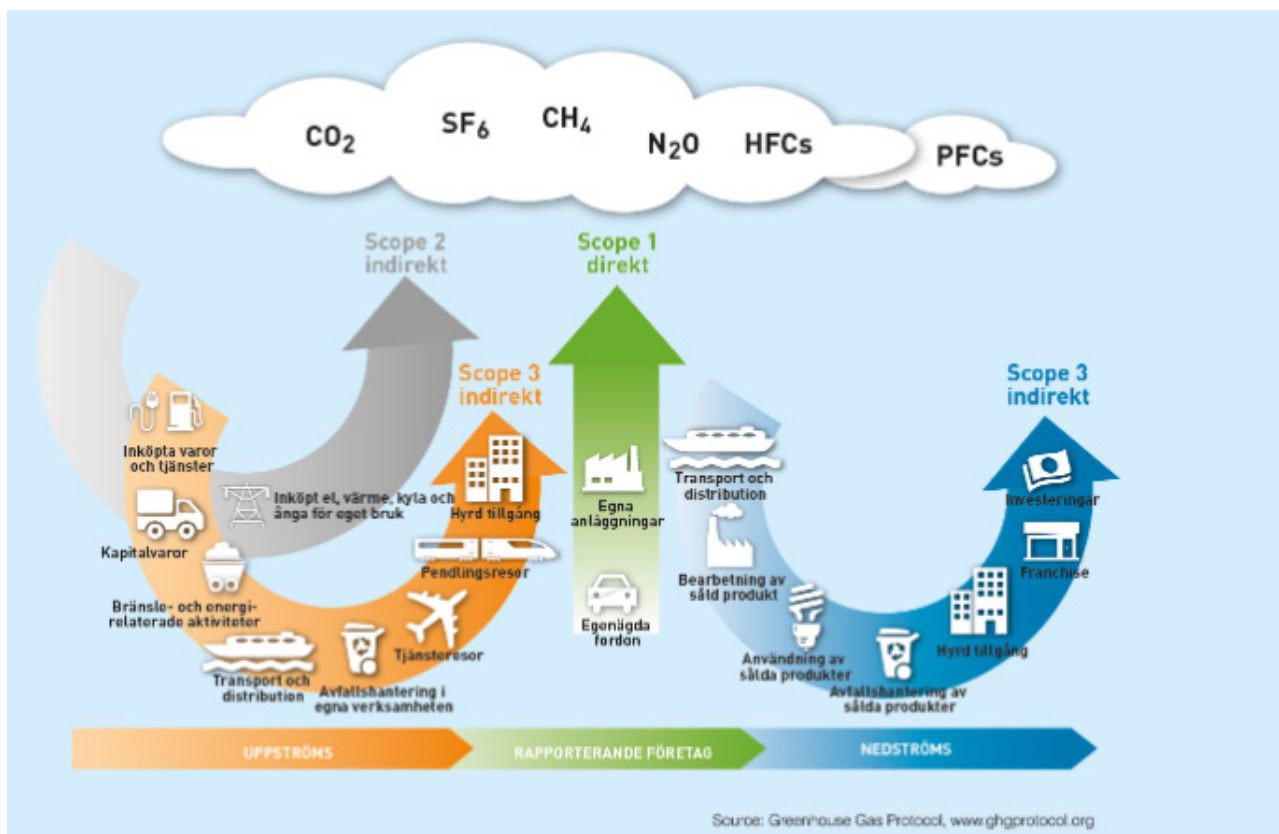 CO₂
SF₆
CH₄
N₂O
HFCs
PFCs
Scope 2
indirekt
Scope 1
direkt
Scope 3
indirekt
Scope 3
indirekt
Inköpta varor
och tjänster
Kapitalvaror
Inköpt el, värme, kyla och
ånga för eget bruk
Bränsle- och energi-
relaterade aktiviteter
Transport och
distribution
Avfallshantering i
egna verksamheten
Tjänsteresor
Pendlingsresor
Hyrd tillgång
Egna
anläggningar
Egenägda
fordon
Transport och
distribution
Bearbetning av
såld produkt
Användning av
sålda produkter
Avfallshantering av
sålda produkter
Hyrd tillgång
Franchise
Investeringar
UPPSTRÖMS
RAPPORTERANDE FÖRETAG
NEDSTRÖMS
Source: Greenhouse Gas Protocol, www.ghgprotocol.org